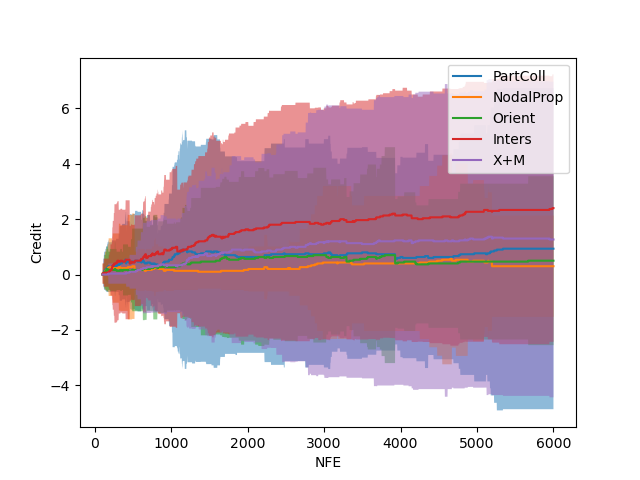 PartColl
NodalProp
Orient
Inters
X+M
6
4
2
0
−2
−4
Credit
0
1000
2000
3000
4000
5000
6000
NFE